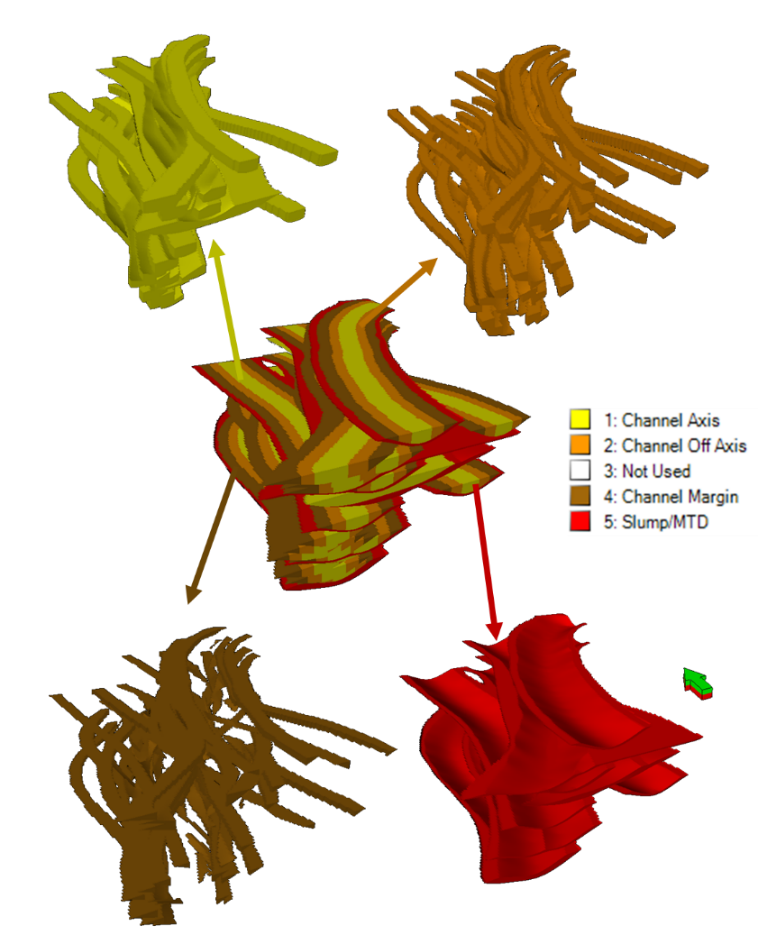 1: Channel Axis
2: Channel Off Axis
3: Not Used
4: Channel Margin
5: Slump/MTD